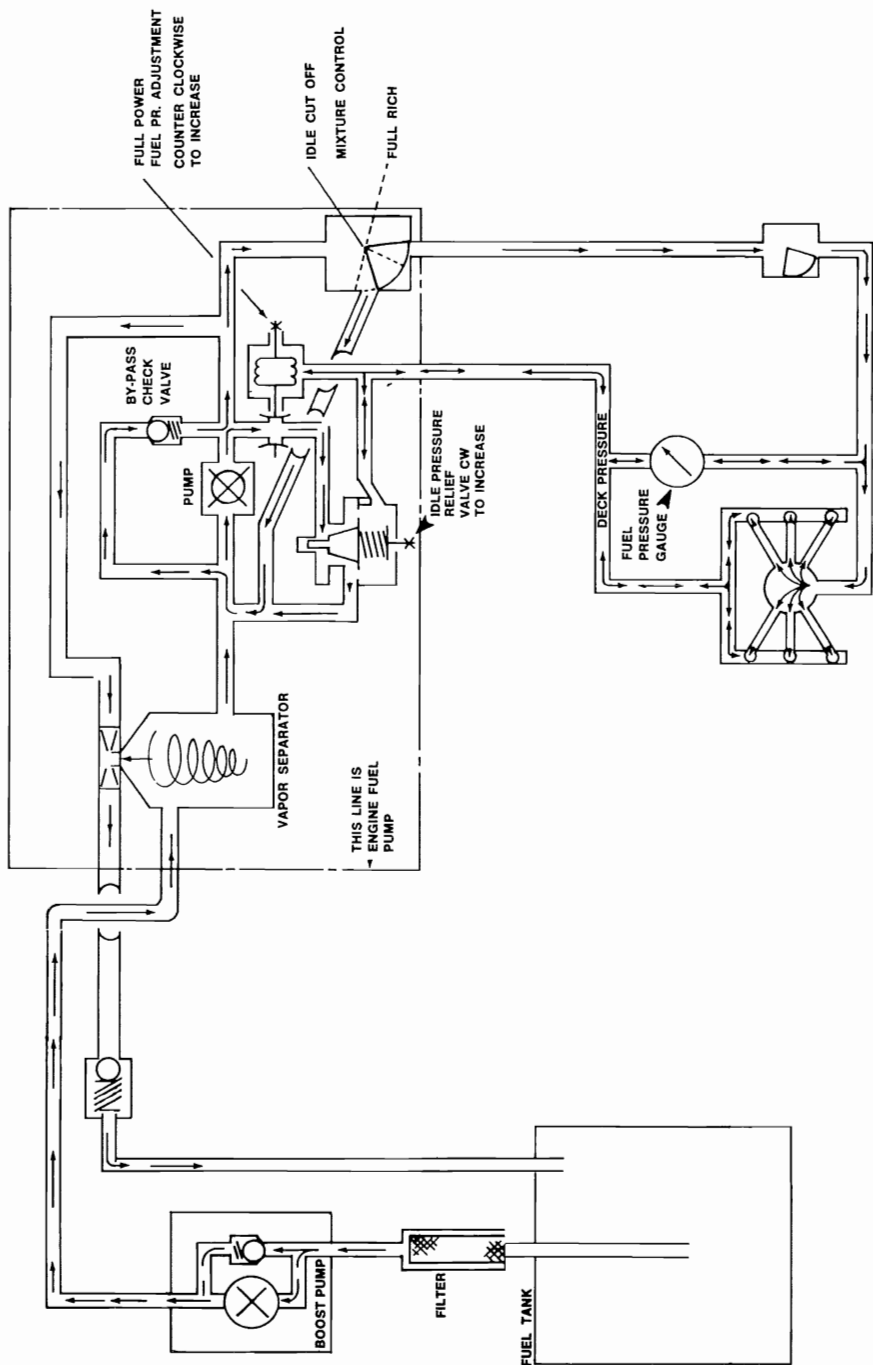 FULL POWER
FUEL PR. ADJUSTMENT
COUNTER CLOCKWISE
TO INCREASE
IDLE CUT OFF
MIXTURE CONTROL
FULL RICH
BY-PASS
CHECK
VALVE
PUMP
IDLE PRESSURE
RELIEF
VALVE CW
TO INCREASE
DECK PRESSURE
FUEL
PRESSURE
GAUGE
VAPOR SEPARATOR
THIS LINE IS
ENGINE FUEL
PUMP
BOOST PUMP
FILTER
FUEL TANK